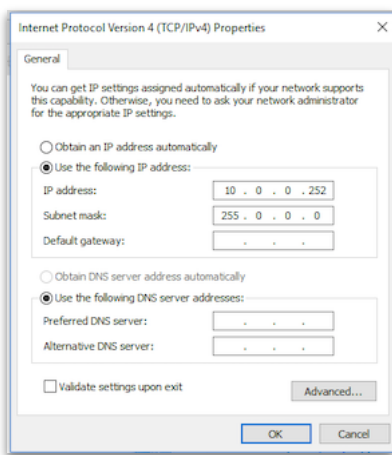 Internet Protocol Version 4 (TCP/IPv4) Properties
General
You can get IP settings assigned automatically if your network supports
this capability. Otherwise, you need to ask your network administrator
for the appropriate IP settings.
Obtain an IP address automatically
Use the following IP address:
IP address: 10 . 0 . 0 . 252
Subnet mask: 255 . 0 . 0 . 0
Default gateway: . . .
Obtain DNS server address automatically
Use the following DNS server addresses:
Preferred DNS server: . . .
Alternative DNS server: . . .
Validate settings upon exit
Advanced...
OK Cancel